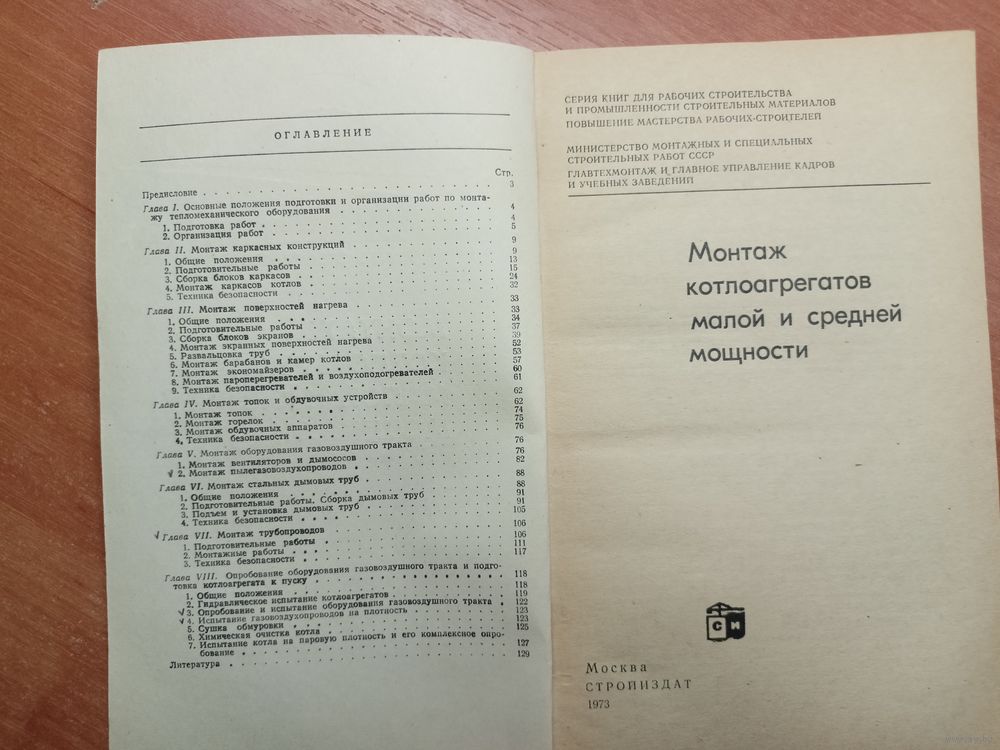 ОГЛАВЛЕНИЕ
Стр.
Предисловие . . . 3
Глава I. Основные положения подготовки и организации работ по монта-
жу тепломеханического оборудования . . . 4
1. Подготовка работ . . . 4
2. Организация работ . . . 5
Глава II. Монтаж каркасных конструкций . . . 9
1. Общие положения . . . 9
2. Подготовительные работы . . . 13
3. Сборка блоков каркасов . . . 15
4. Монтаж каркасов котлов . . . 24
5. Техника безопасности . . . 32
Глава III. Монтаж поверхностей нагрева . . . 33
1. Общие положения . . . 33
2. Подготовительные работы . . . 34
3. Сборка блоков экранов . . . 37
4. Монтаж экранных поверхностей нагрева . . . 39
5. Развальцовка труб . . . 52
6. Монтаж барабанов и камер котлов . . . 53
7. Монтаж экономайзеров . . . 57
8. Монтаж пароперегревателей и воздухоподогревателей . . . 60
9. Техника безопасности . . . 61
Глава IV. Монтаж топок и обдувочных устройств . . . 62
1. Монтаж топок . . . 62
2. Монтаж горелок . . . 74
3. Монтаж обдувочных аппаратов . . . 75
4. Техника безопасности . . . 76
Глава V. Монтаж оборудования газовоздушного тракта . . . 76
1. Монтаж вентиляторов и дымососов . . . 76
2. Монтаж пылегазовоздухопроводов . . . 82
Глава VI. Монтаж стальных дымовых труб . . . 88
1. Общие положения . . . 88
2. Подготовительные работы. Сборка дымовых труб . . . 91
3. Подъем и установка дымовых труб . . . 91
4. Техника безопасности . . . 105
Глава VII. Монтаж трубопроводов . . . 106
1. Подготовительные работы . . . 106
2. Монтажные работы . . . 111
3. Техника безопасности . . . 117
Глава VIII. Опробование оборудования газовоздушного тракта и подго-
товка котлоагрегата к пуску . . . 118
1. Общие положения . . . 118
2. Гидравлическое испытание котлоагрегатов . . . 119
3. Опробование и испытание оборудования газовоздушного тракта . . . 122
4. Испытание газовоздухопроводов на плотность . . . 123
5. Сушка обмуровки . . . 123
6. Химическая очистка котла . . . 125
7. Испытание котла на паровую плотность и его комплексное опро-
бование . . . 127
Литература . . . 129
СЕРИЯ КНИГ ДЛЯ РАБОЧИХ СТРОИТЕЛЬСТВА
И ПРОМЫШЛЕННОСТИ СТРОИТЕЛЬНЫХ МАТЕРИАЛОВ
ПОВЫШЕНИЕ МАСТЕРСТВА РАБОЧИХ-СТРОИТЕЛЕЙ
МИНИСТЕРСТВО МОНТАЖНЫХ И СПЕЦИАЛЬНЫХ
СТРОИТЕЛЬНЫХ РАБОТ СССР
ГЛАВТЕХМОНТАЖ И ГЛАВНОЕ УПРАВЛЕНИЕ КАДРОВ
И УЧЕБНЫХ ЗАВЕДЕНИЙ
Монтаж
котлоагрегатов
малой и средней
мощности
СИ
Москва
СТРОЙИЗДАТ
1973